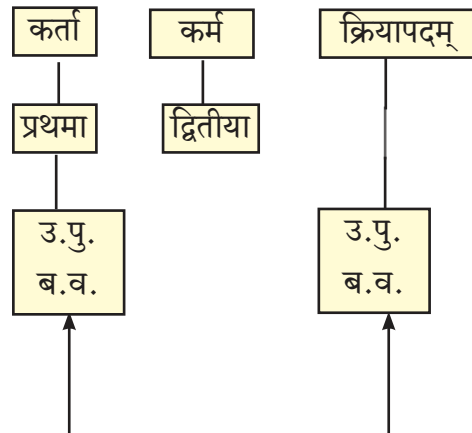 कर्ता
कर्म
क्रियापदम्
प्रथमा
द्वितीया
उ.पु.
ब.व.
उ.पु.
ब.व.